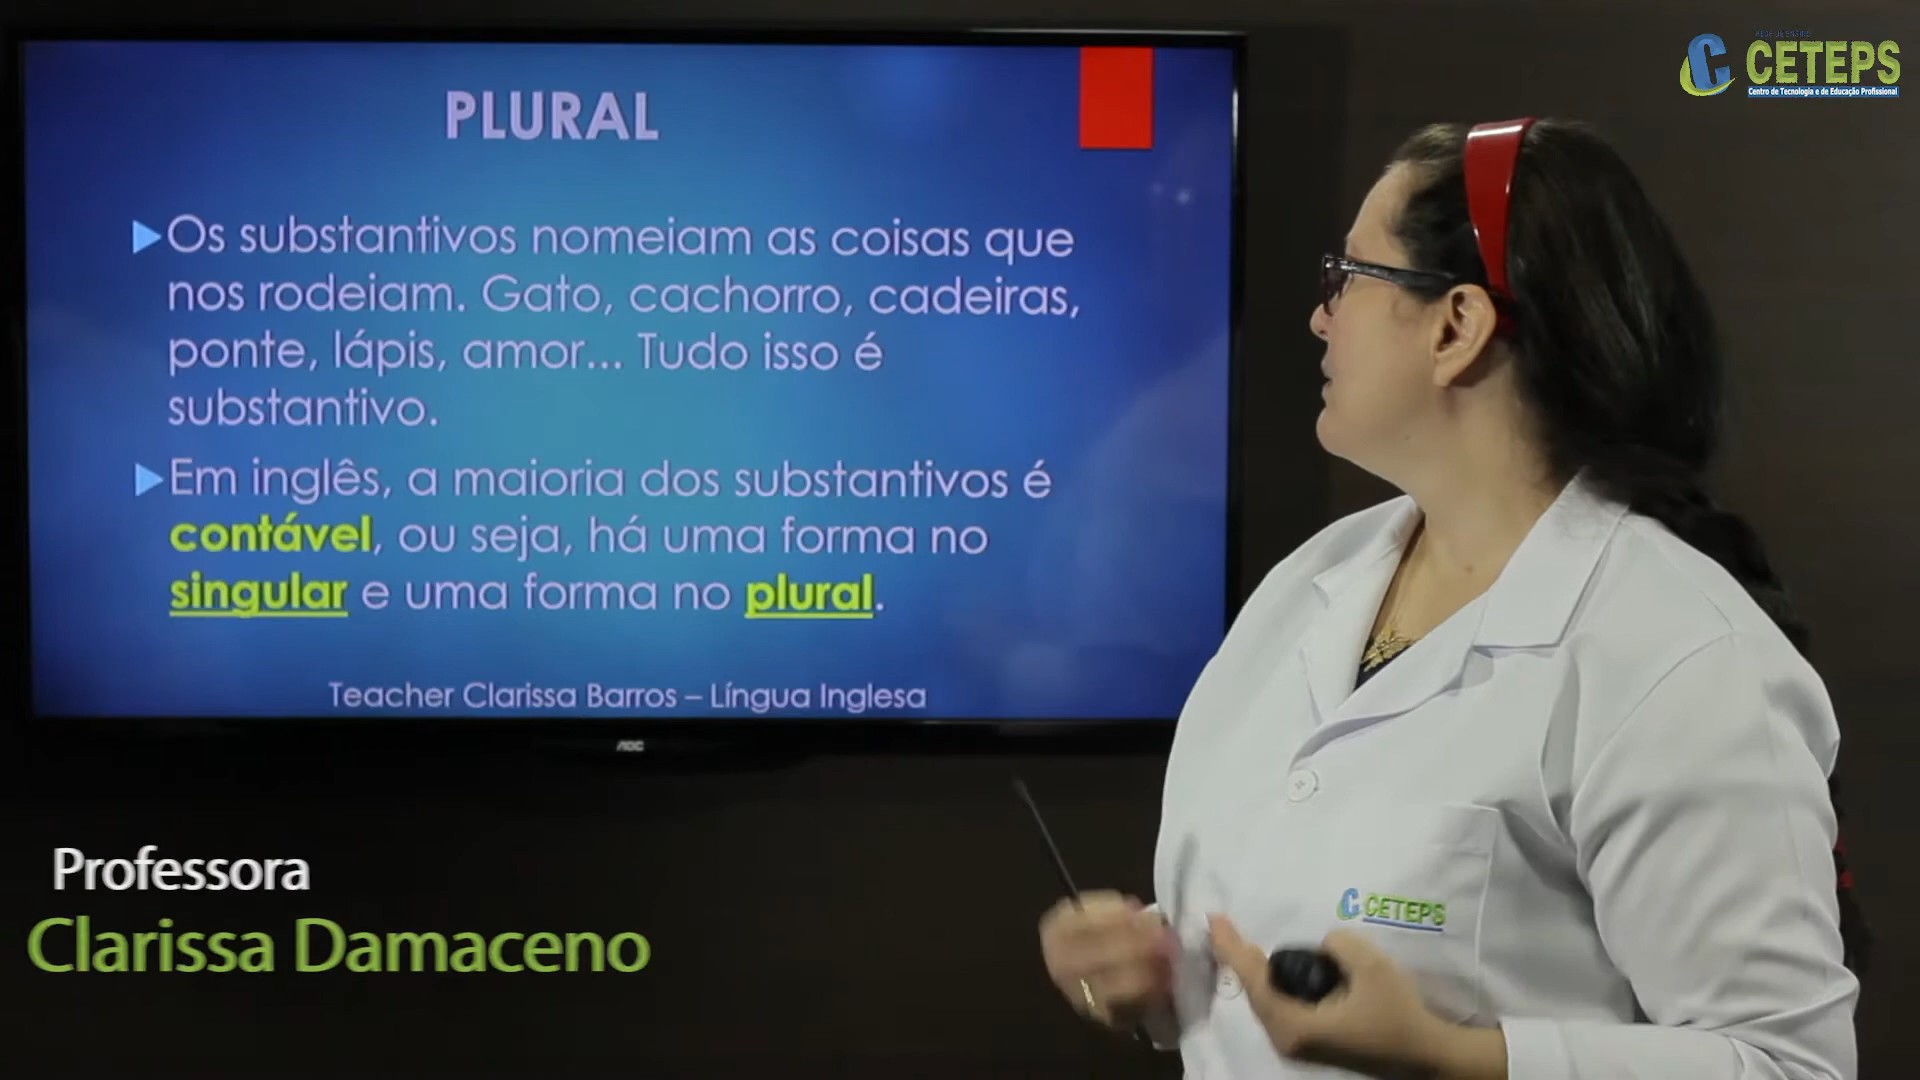 PLURAL
Os substantivos nomeiam as coisas que
nos rodeiam. Gato, cachorro, cadeiras,
ponte, lápis, amor... Tudo isso é
substantivo.
Em inglês, a maioria dos substantivos é
contável, ou seja, há uma forma no
singular e uma forma no plural.
Teacher Clarissa Barros – Língua Inglesa
AOC
CETEPS
Centro de Tecnologia e de Educação Profissional
CETEPS
Professora
Clarissa Damaceno